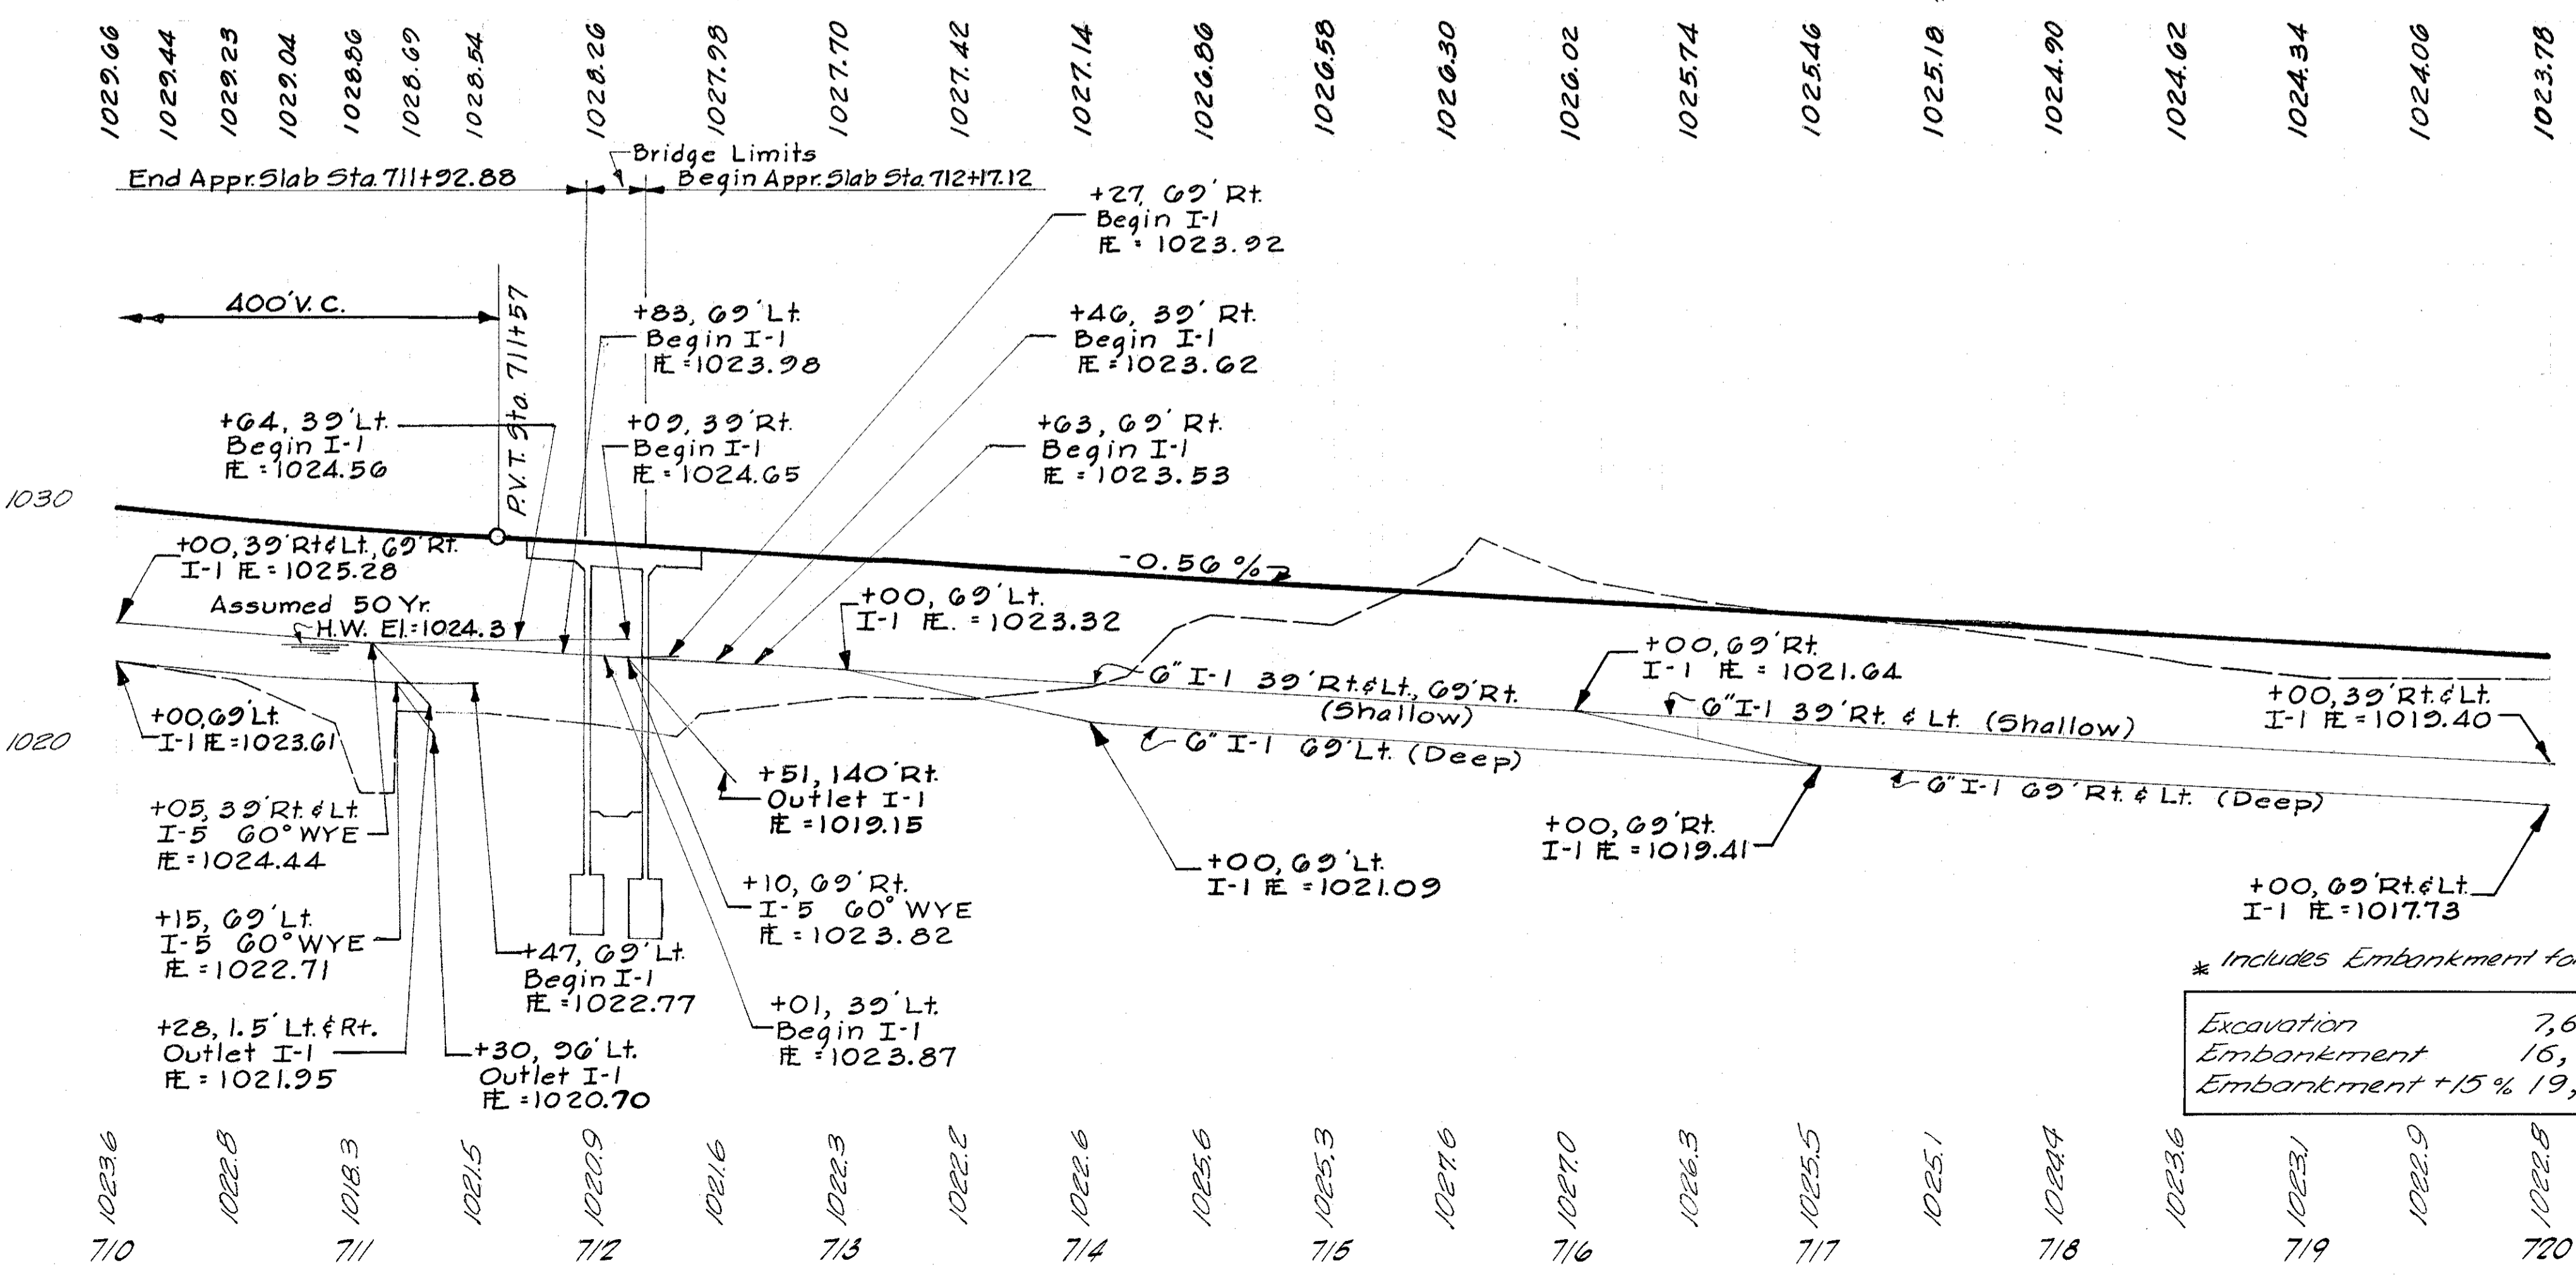 1029.66 1029.44 1029.23 1029.04 1028.86 1028.69 1028.54 1028.26 1027.98 1027.70 1027.42 1027.14 1026.86 1026.58 1026.30 1026.02 1025.74 1025.46 1025.18 1024.90 1024.62 1024.34 1024.06 1023.78
Bridge Limits
End Appr. Slab Sta. 711+92.88
Begin Appr. Slab Sta. 712+17.12
+27, 69' Rt.
Begin I-1
FL = 1023.92
400' V.C.
P.V.T. Sta. 711+57
+83, 69' Lt.
Begin I-1
FL = 1023.98
+46, 39' Rt.
Begin I-1
FL = 1023.62
+64, 39' Lt.
Begin I-1
FL = 1024.56
+09, 39' Rt.
Begin I-1
FL = 1024.65
+63, 69' Rt.
Begin I-1
FL = 1023.53
1030
+00, 39' Rt & Lt., 69' Rt.
I-1 FL = 1025.28
-0.56 %
Assumed 50 Yr.
H.W. El. = 1024.3
+00, 69' Lt.
I-1 FL. = 1023.32
+00, 69' Rt.
I-1 FL = 1021.64
6" I-1 39' Rt. & Lt., 69' Rt.
(Shallow)
6" I-1 39' Rt. & Lt. (Shallow)
+00, 39' Rt. & Lt.
I-1 FL = 1019.40
1020
+00, 69' Lt.
I-1 FL = 1023.61
6" I-1 69' Lt. (Deep)
6" I-1 69' Rt. & Lt. (Deep)
+51, 140' Rt.
Outlet I-1
FL = 1019.15
+05, 39' Rt. & Lt.
I-5 60° WYE
FL = 1024.44
+00, 69' Rt.
I-1 FL = 1019.41
+00, 69' Lt.
I-1 FL = 1021.09
+10, 69' Rt.
I-5 60° WYE
FL = 1023.82
+00, 69' Rt. & Lt.
I-1 FL = 1017.73
+15, 69' Lt.
I-5 60° WYE
FL = 1022.71
+47, 69' Lt.
Begin I-1
FL = 1022.77
+01, 39' Lt.
Begin I-1
FL = 1023.87
+28, 1.5' Lt. & Rt.
Outlet I-1
FL = 1021.95
+30, 96' Lt.
Outlet I-1
FL = 1020.70
* Includes Embankment
Excavation 7,6
Embankment 16,
Embankment +15% 19,
1023.6 1022.8 1018.3 1021.5 1020.9 1021.6 1022.3 1022.2 1022.6 1025.6 1025.3 1027.6 1027.0 1026.3 1025.5 1025.1 1024.4 1023.6 1023.1 1022.9 1022.8
710 711 712 713 714 715 716 717 718 719 720